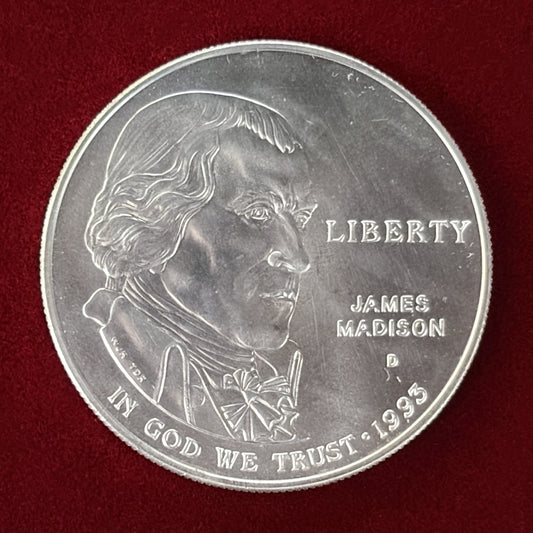 LIBERTY
JAMES
MADISON
D
IN GOD WE TRUST · 1993